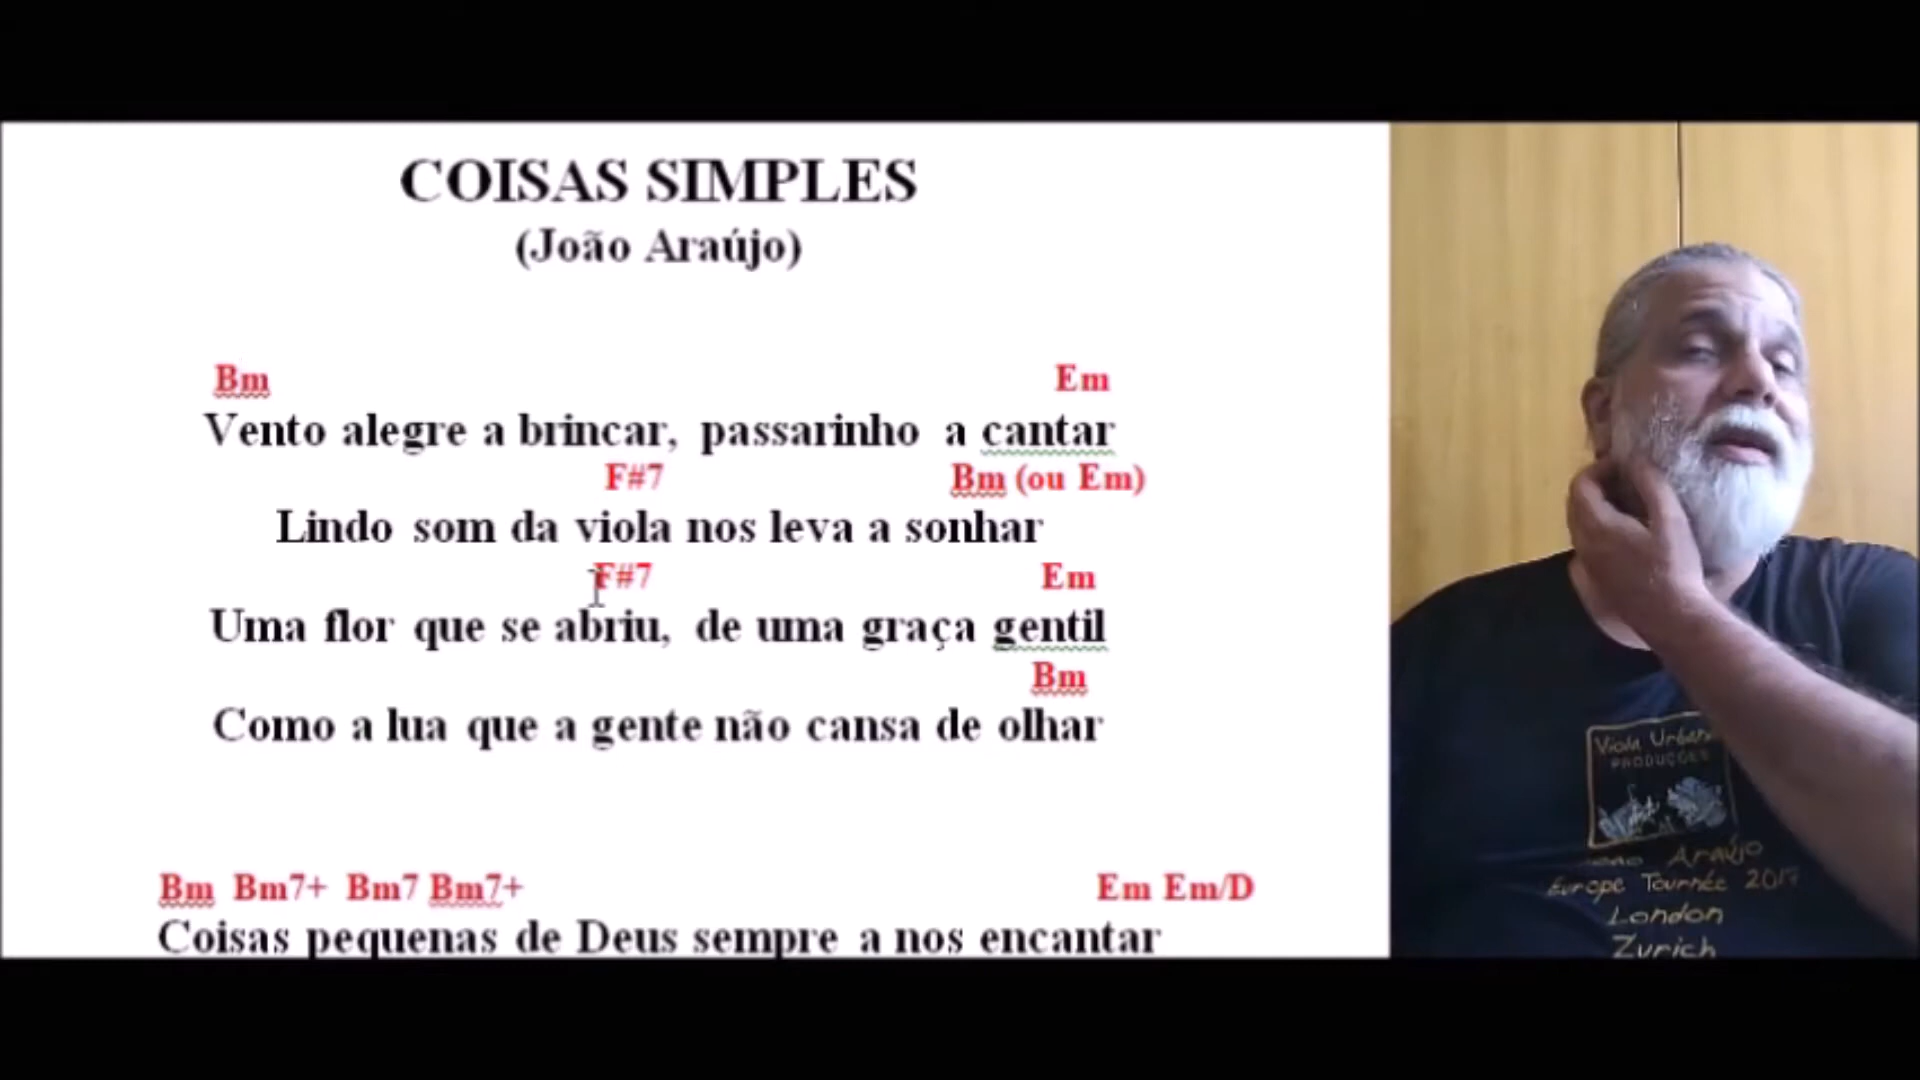 COISAS SIMPLES
(João Araújo)
Bm Em
Vento alegre a brincar, passarinho a cantar
F#7 Bm (ou Em)
Lindo som da viola nos leva a sonhar
F#7 Em
Uma flor que se abriu, de uma graça gentil
Bm
Como a lua que a gente não cansa de olhar
Bm Bm7+ Bm7 Bm7+ Em Em/D
Coisas pequenas de Deus sempre a nos encantar
Viola Urbana
PRODUÇÕES
Araújo
Europe Tournée 2017
London
Zurich